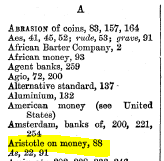 A
ABRASION of coins, 83, 157, 164
Aes, 41, 45, 52; rude, 53; grave, 91
African Barter Company, 2
African money, 93
Agent banks, 259
Agio, 72, 200
Alternative standard, 137
Aluminium, 132
American money (see United
States)
Amsterdam, banks of, 200, 221,
254
Aristotle on money, 88
As, 22, 91